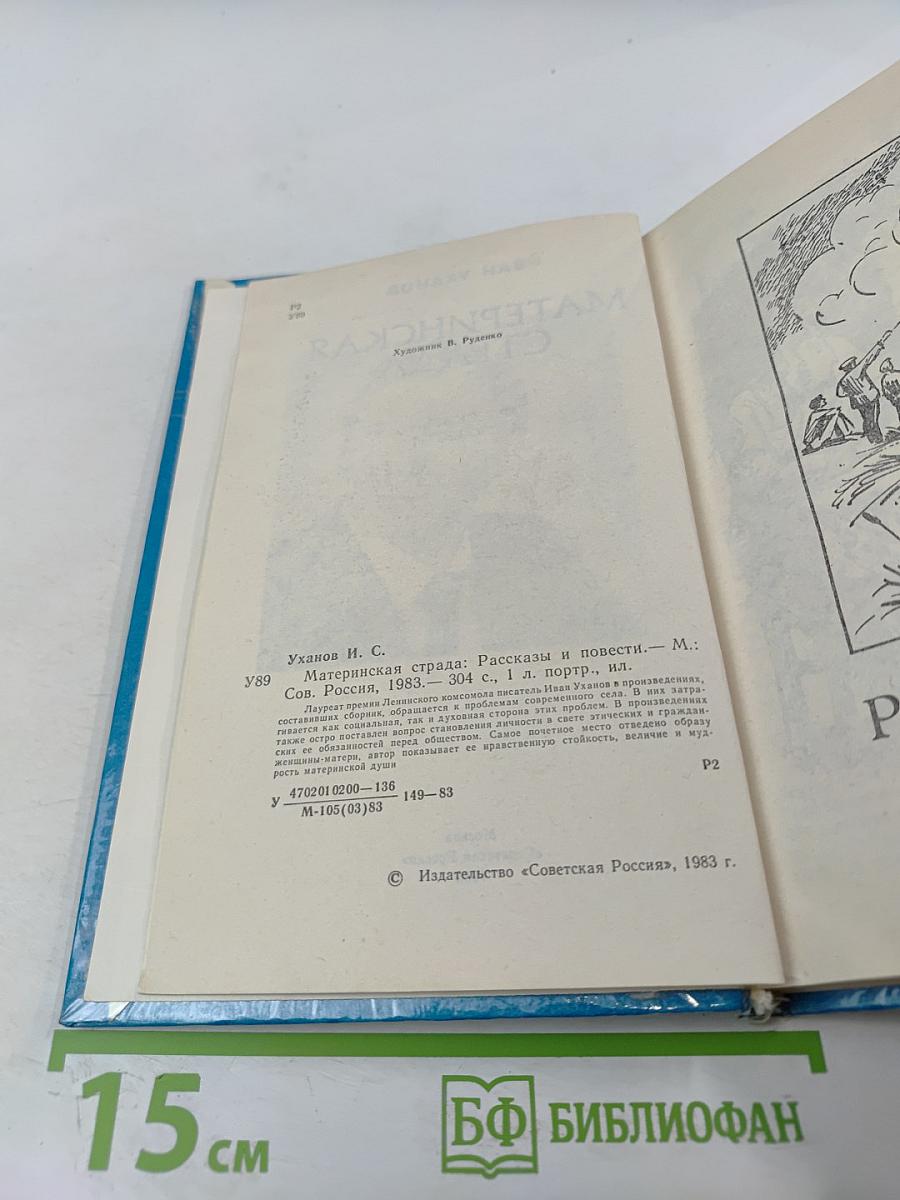 Р2
У89
Художник В. Руденко
Уханов И. С.
У89 Материнская страда: Рассказы и повести.— М.:
Сов. Россия, 1983.— 304 с., 1 л. портр., ил.
Лауреат премии Ленинского комсомола писатель Иван Уханов в произведениях,
составивших сборник, обращается к проблемам современного села. В них затра-
гивается как социальная, так и духовная сторона этих проблем. В произведениях
также остро поставлен вопрос становления личности в свете этических и граждан-
ских ее обязанностей перед обществом. Самое почетное место отведено образу
женщины-матери, автор показывает ее нравственную стойкость, величие и муд-
рость материнской души
У 4702010200—136
М-105(03)83 149—83
Р2
© Издательство «Советская Россия», 1983 г.
Р
15 см
БФ БИБЛИОФАН